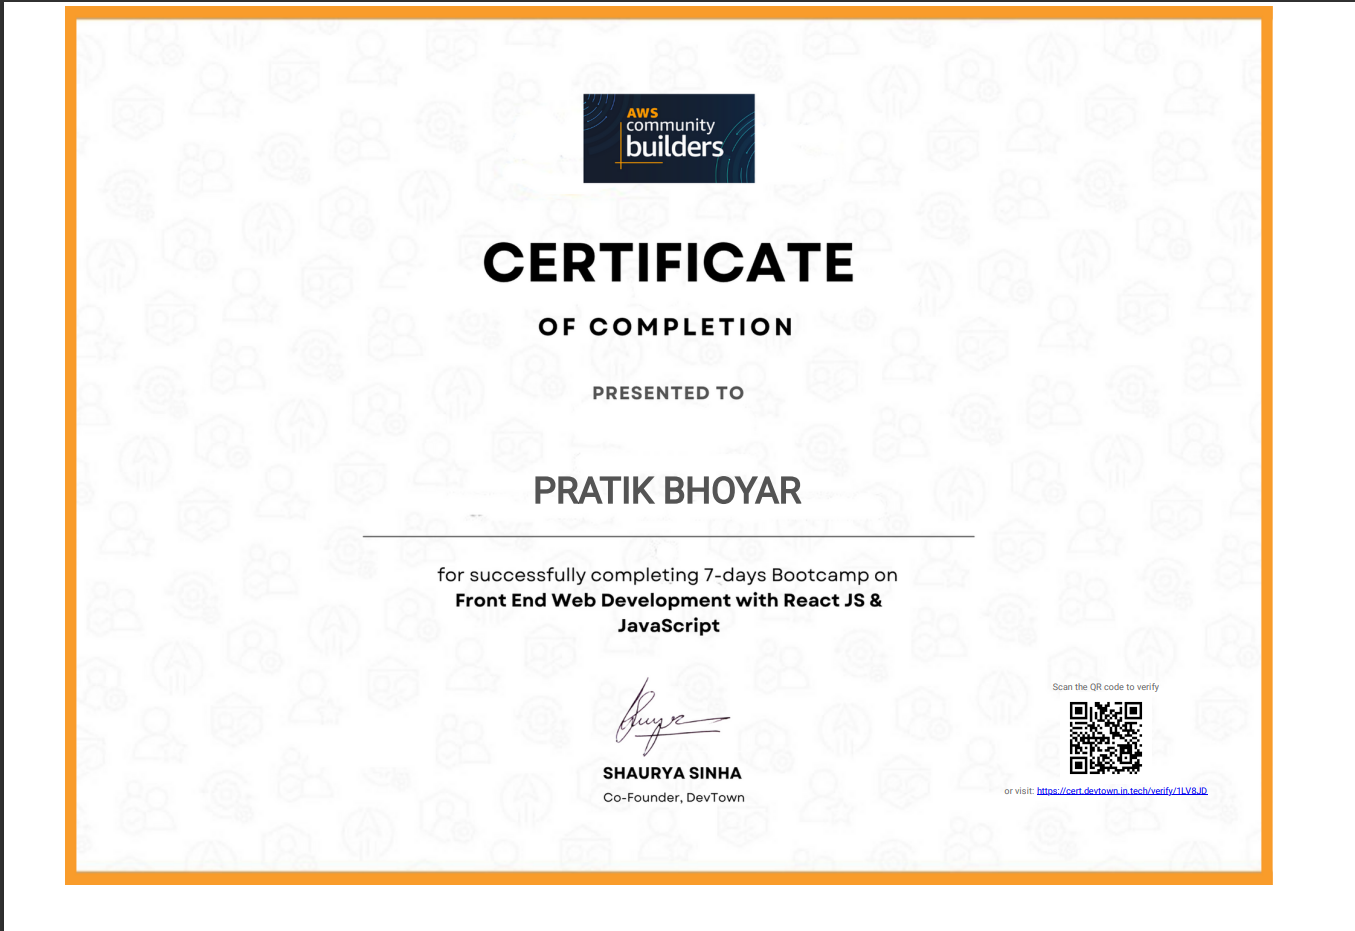 AWS
community
builders
CERTIFICATE
OF COMPLETION
PRESENTED TO
PRATIK BHOYAR
for successfully completing 7-days Bootcamp on
Front End Web Development with React JS &
JavaScript
SHAURYA SINHA
Co-Founder, DevTown
Scan the QR code to verify
or visit: https://cert.devtown.in.tech/verify/1LV8JD